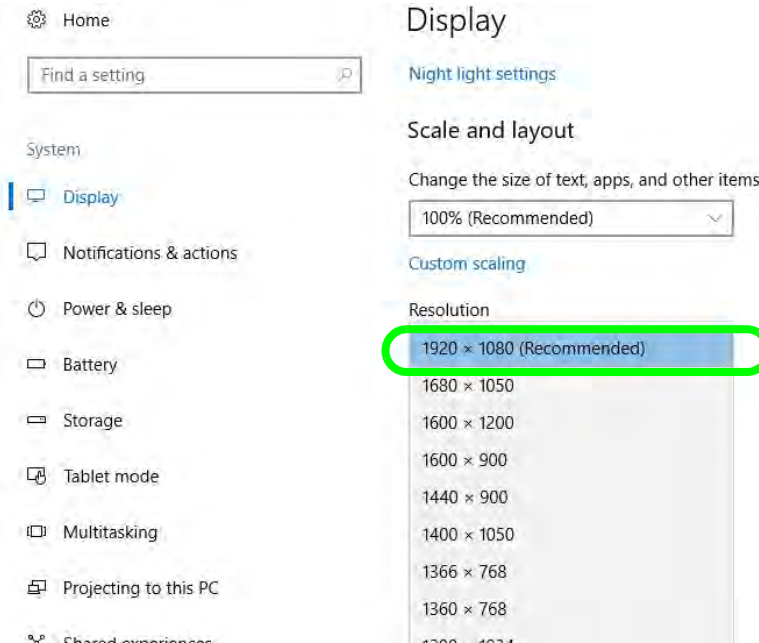 Home
Find a setting
System
Display
Notifications & actions
Power & sleep
Battery
Storage
Tablet mode
Multitasking
Projecting to this PC
Shared experiences
Display
Night light settings
Scale and layout
Change the size of text, apps, and other items
100% (Recommended)
Custom scaling
Resolution
1920 × 1080 (Recommended)
1680 × 1050
1600 × 1200
1600 × 900
1440 × 900
1400 × 1050
1366 × 768
1360 × 768